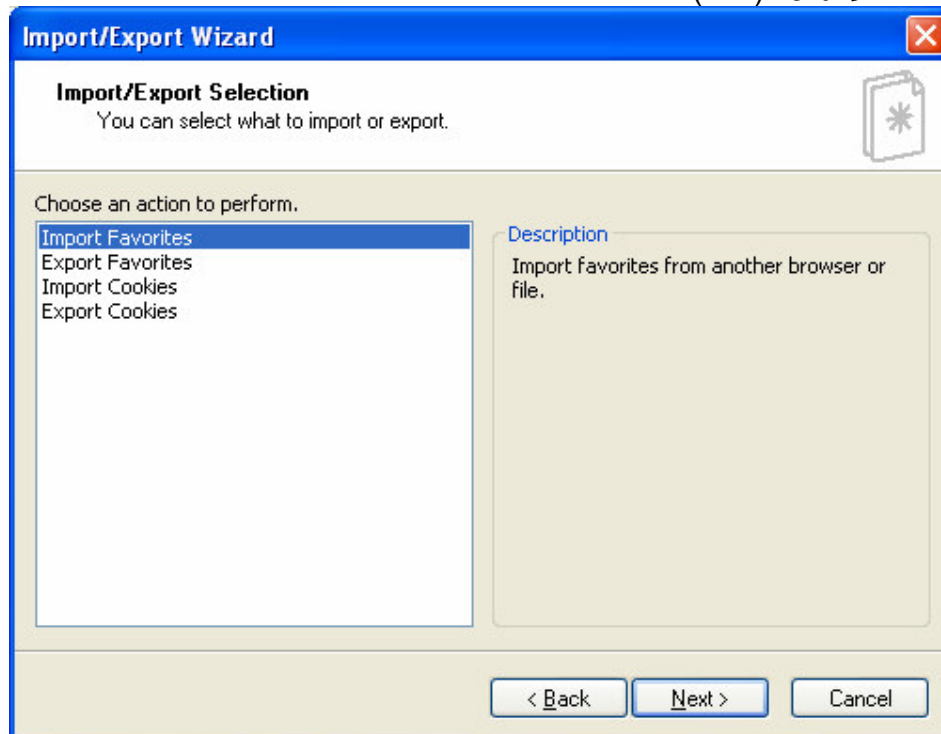 Import/Export Wizard
Import/Export Selection
You can select what to import or export.
Choose an action to perform.
Import Favorites
Export Favorites
Import Cookies
Export Cookies
Description
Import favorites from another browser or
file.
< Back
Next >
Cancel